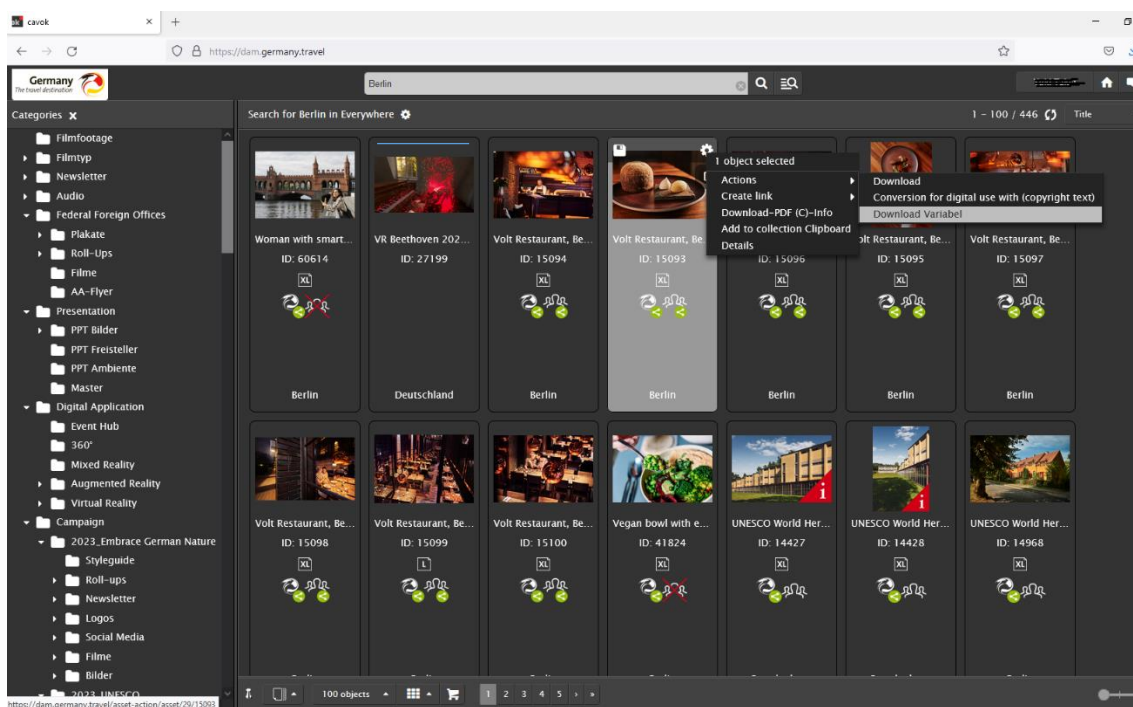 cavok
https://dam.germany.travel
Germany
The travel destination
Berlin
Categories x
Search for Berlin in Everywhere
1 - 100 / 446
Title
Filmfootage
Filmtyp
Newsletter
Audio
Federal Foreign Offices
Plakate
Roll-Ups
Filme
AA-Flyer
Presentation
PPT Bilder
PPT Freisteller
PPT Ambiente
Master
Digital Application
Event Hub
360°
Mixed Reality
Augmented Reality
Virtual Reality
Campaign
2023_Embrace German Nature
Styleguide
Roll-ups
Newsletter
Logos
Social Media
Filme
Bilder
2023_UNESCO
https://dam.germany.travel/asset-action/asset/29/15093
1 object selected
Actions
Create link
Download-PDF (C)-Info
Add to collection Clipboard
Details
Download
Conversion for digital use with (copyright text)
Download Variabel
Woman with smart...
ID: 60614
XL
Berlin
VR Beethoven 202...
ID: 27199
Deutschland
Volt Restaurant, Be...
ID: 15094
XL
Berlin
Volt Restaurant, Be...
ID: 15093
XL
Berlin
ID: 15096
XL
Berlin
olt Restaurant, Be...
ID: 15095
XL
Berlin
Volt Restaurant, Be...
ID: 15097
XL
Berlin
Volt Restaurant, Be...
ID: 15098
XL
Volt Restaurant, Be...
ID: 15099
L
Volt Restaurant, Be...
ID: 15100
XL
Vegan bowl with e...
ID: 41824
XL
i
UNESCO World Her...
ID: 14427
XL
i
UNESCO World Her...
ID: 14428
XL
UNESCO World Her...
ID: 14968
XL
100 objects
1 2 3 4 5 › »